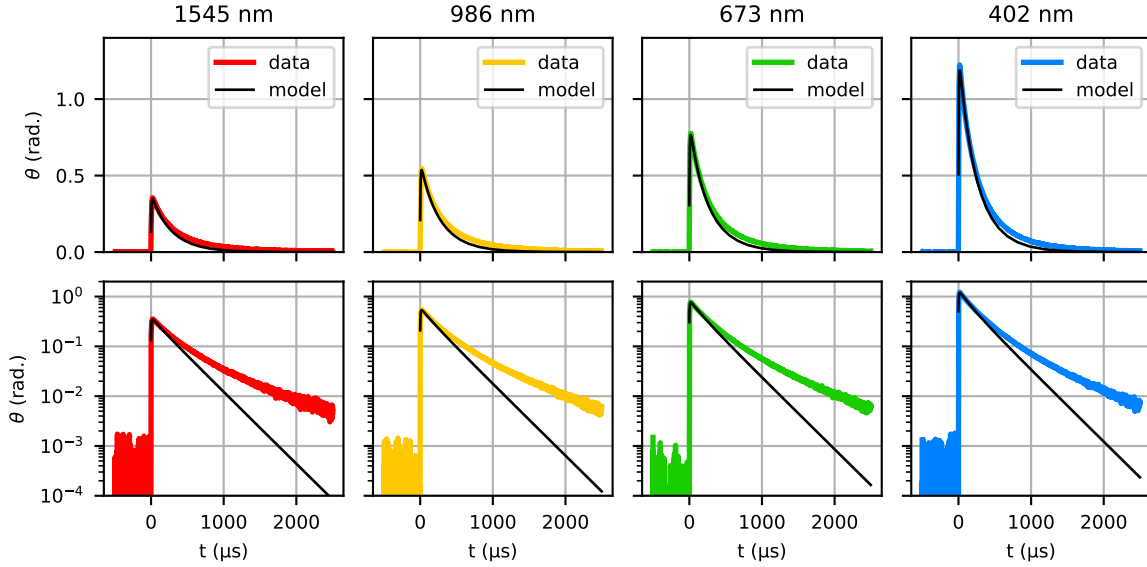 1545 nm 986 nm 673 nm 402 nm
data data data data
model model model model
1.0
0.5
0.0
θ (rad.)
10⁰
10⁻¹
10⁻²
10⁻³
10⁻⁴
θ (rad.)
0 1000 2000 0 1000 2000 0 1000 2000 0 1000 2000
t (μs) t (μs) t (μs) t (μs)